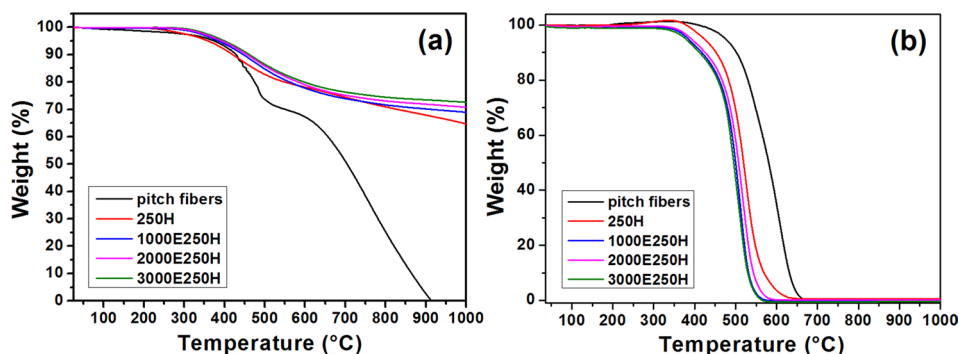 (a)
Weight (%)
100
90
80
70
60
50
40
30
20
10
0
pitch fibers
250H
1000E250H
2000E250H
3000E250H
100 200 300 400 500 600 700 800 900 1000
Temperature (°C)
(b)
Weight (%)
100
80
60
40
20
0
pitch fibers
250H
1000E250H
2000E250H
3000E250H
100 200 300 400 500 600 700 800 900 1000
Temperature (°C)